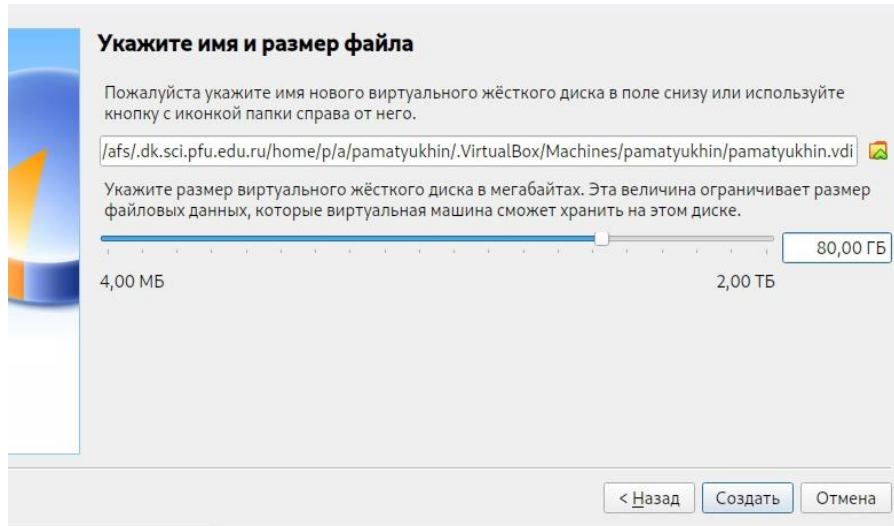 Укажите имя и размер файла
Пожалуйста укажите имя нового виртуального жёсткого диска в поле снизу или используйте
кнопку с иконкой папки справа от него.
/afs/.dk.sci.pfu.edu.ru/home/p/a/pamatyukhin/.VirtualBox/Machines/pamatyukhin/pamatyukhin.vdi
Укажите размер виртуального жёсткого диска в мегабайтах. Эта величина ограничивает размер
файловых данных, которые виртуальная машина сможет хранить на этом диске.
80,00 ГБ
4,00 МБ 2,00 ТБ
< Назад Создать Отмена